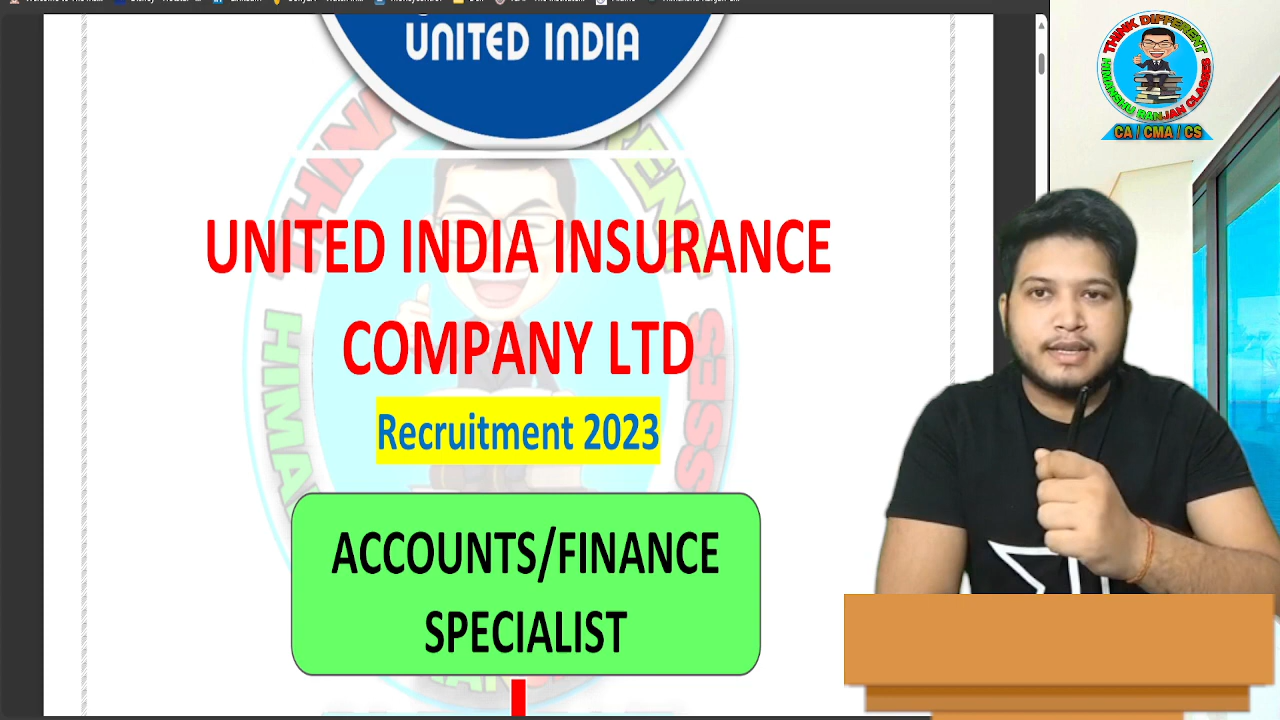 UNITED INDIA
THINK DIFFERENT
HIMANSHU RANJAN CLASSES
CA / CMA / CS
UNITED INDIA INSURANCE
COMPANY LTD
Recruitment 2023
ACCOUNTS/FINANCE
SPECIALIST